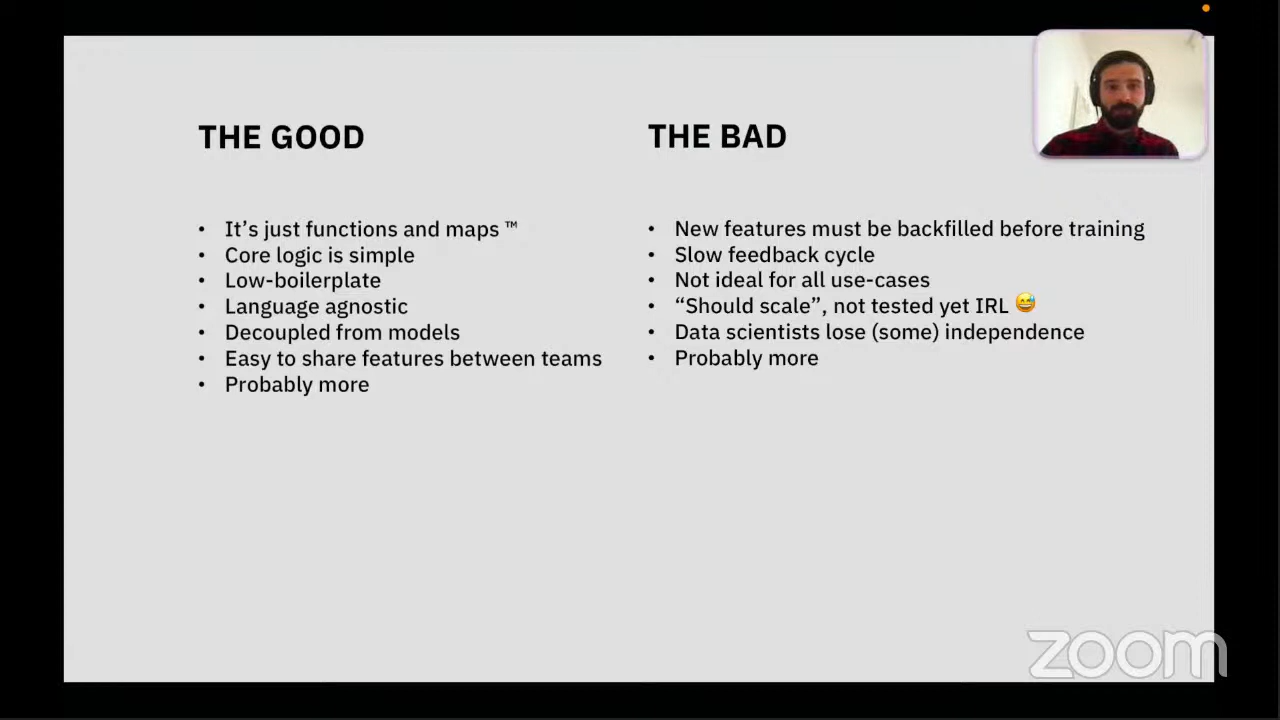 THE GOOD
• It’s just functions and maps ™
• Core logic is simple
• Low-boilerplate
• Language agnostic
• Decoupled from models
• Easy to share features between teams
• Probably more
THE BAD
• New features must be backfilled before training
• Slow feedback cycle
• Not ideal for all use-cases
• “Should scale”, not tested yet IRL 😅
• Data scientists lose (some) independence
• Probably more
zoom